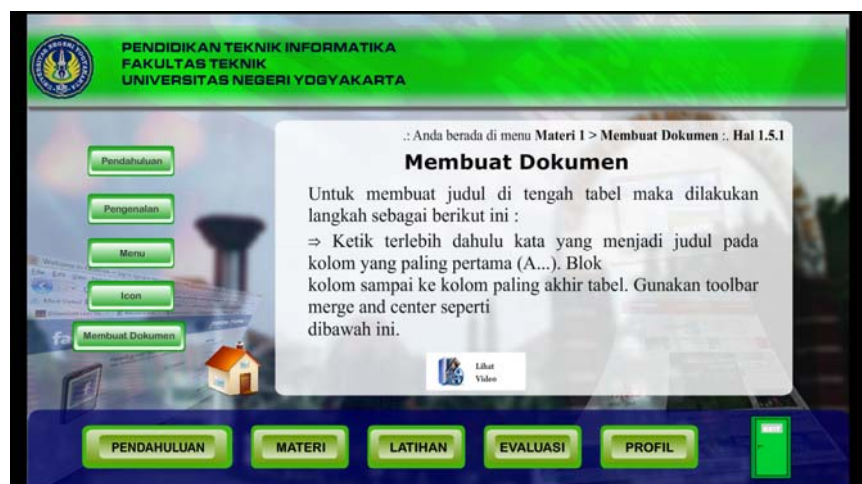 PENDIDIKAN TEKNIK INFORMATIKA
FAKULTAS TEKNIK
UNIVERSITAS NEGERI YOGYAKARTA
.: Anda berada di menu Materi 1 > Membuat Dokumen :. Hal 1.5.1
Membuat Dokumen
Untuk membuat judul di tengah tabel maka dilakukan
langkah sebagai berikut ini :
⇒ Ketik terlebih dahulu kata yang menjadi judul pada
kolom yang paling pertama (A...). Blok
kolom sampai ke kolom paling akhir tabel. Gunakan toolbar
merge and center seperti
dibawah ini.
Lihat
Video
Pendahuluan
Pengenalan
Menu
Icon
Membuat Dokumen
PENDAHULUAN
MATERI
LATIHAN
EVALUASI
PROFIL
EXIT